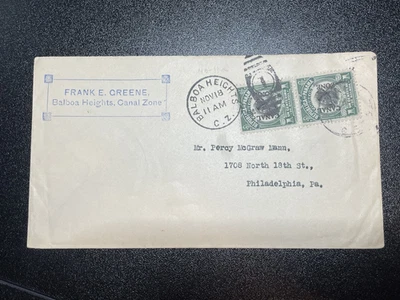 FRANK E. GREENE,
Balboa Heights, Canal Zone
BALBOA HEIGHTS
NOV 18
11 AM
C. Z.
Mr. Percy McGraw Mann,
1708 North 18th St.,
Philadelphia, Pa.